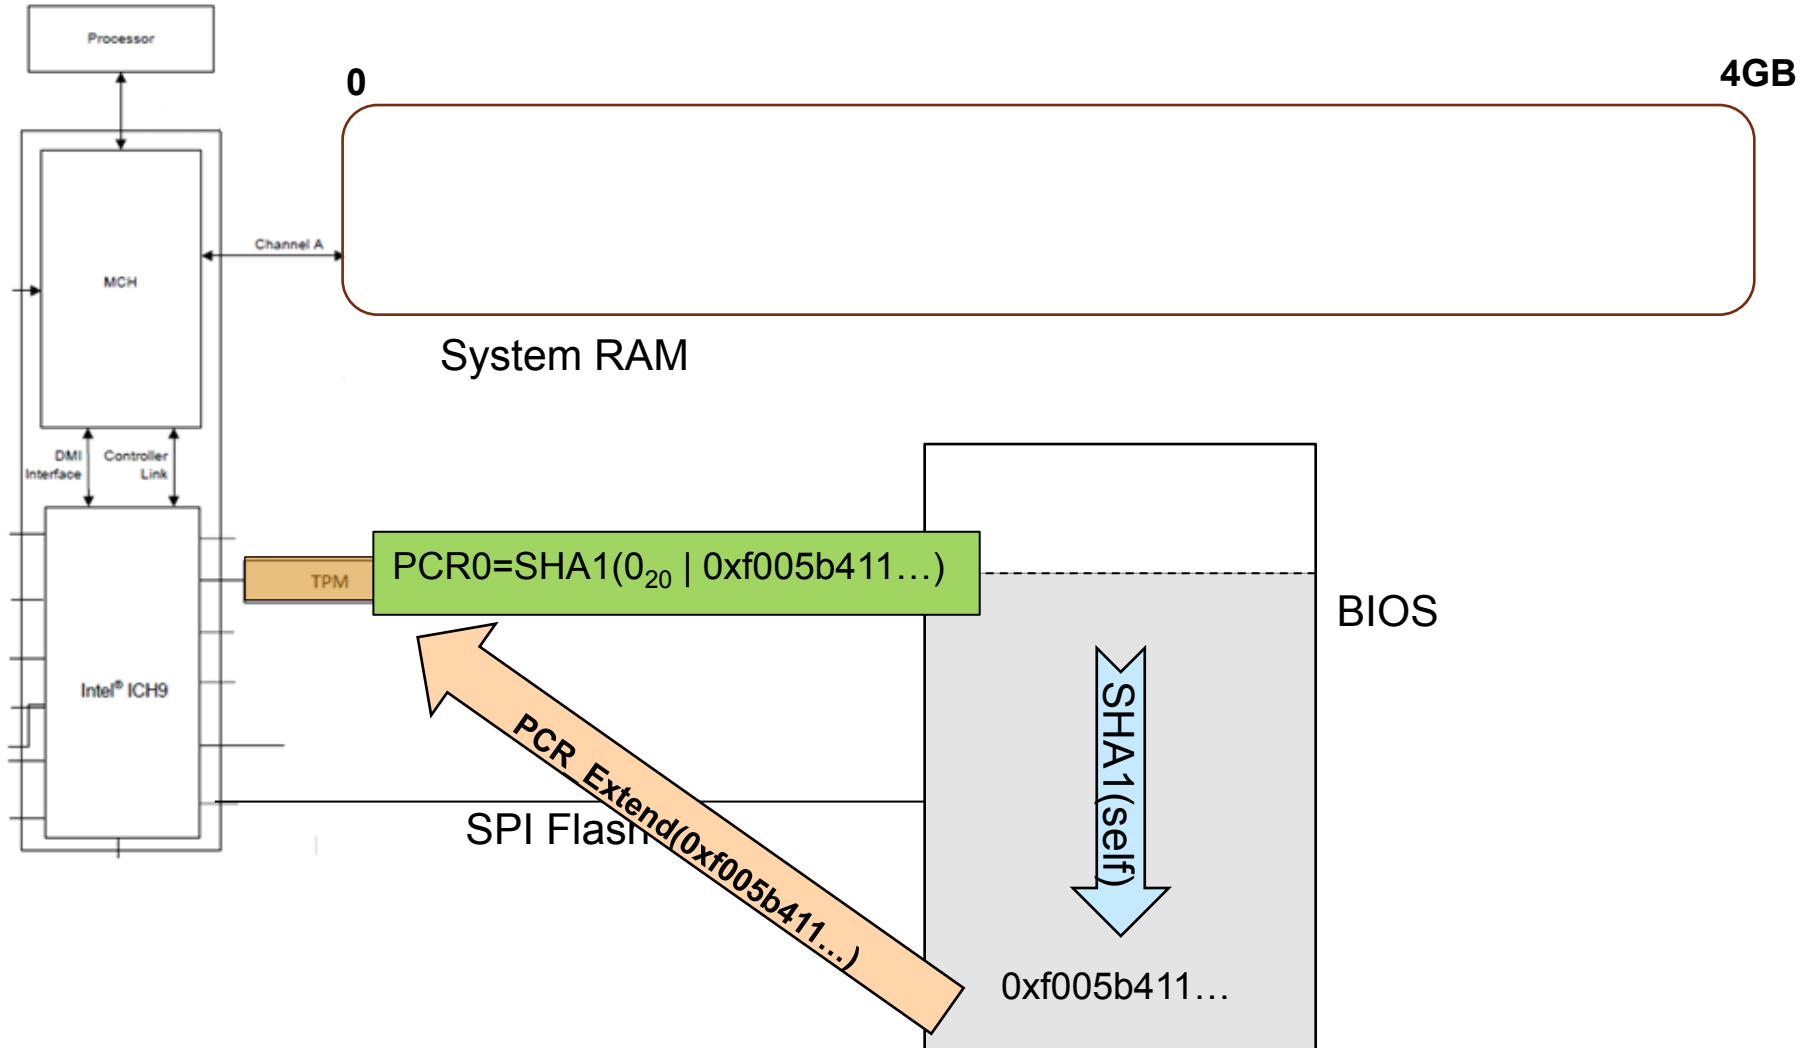 Processor
0
4GB
Channel A
MCH
System RAM
DMI
Interface
Controller
Link
PCR0=SHA1(0₂₀ | 0xf005b411…)
TPM
BIOS
Intel® ICH9
SHA1(self)
PCR_Extend(0xf005b411…)
SPI Flash
0xf005b411…